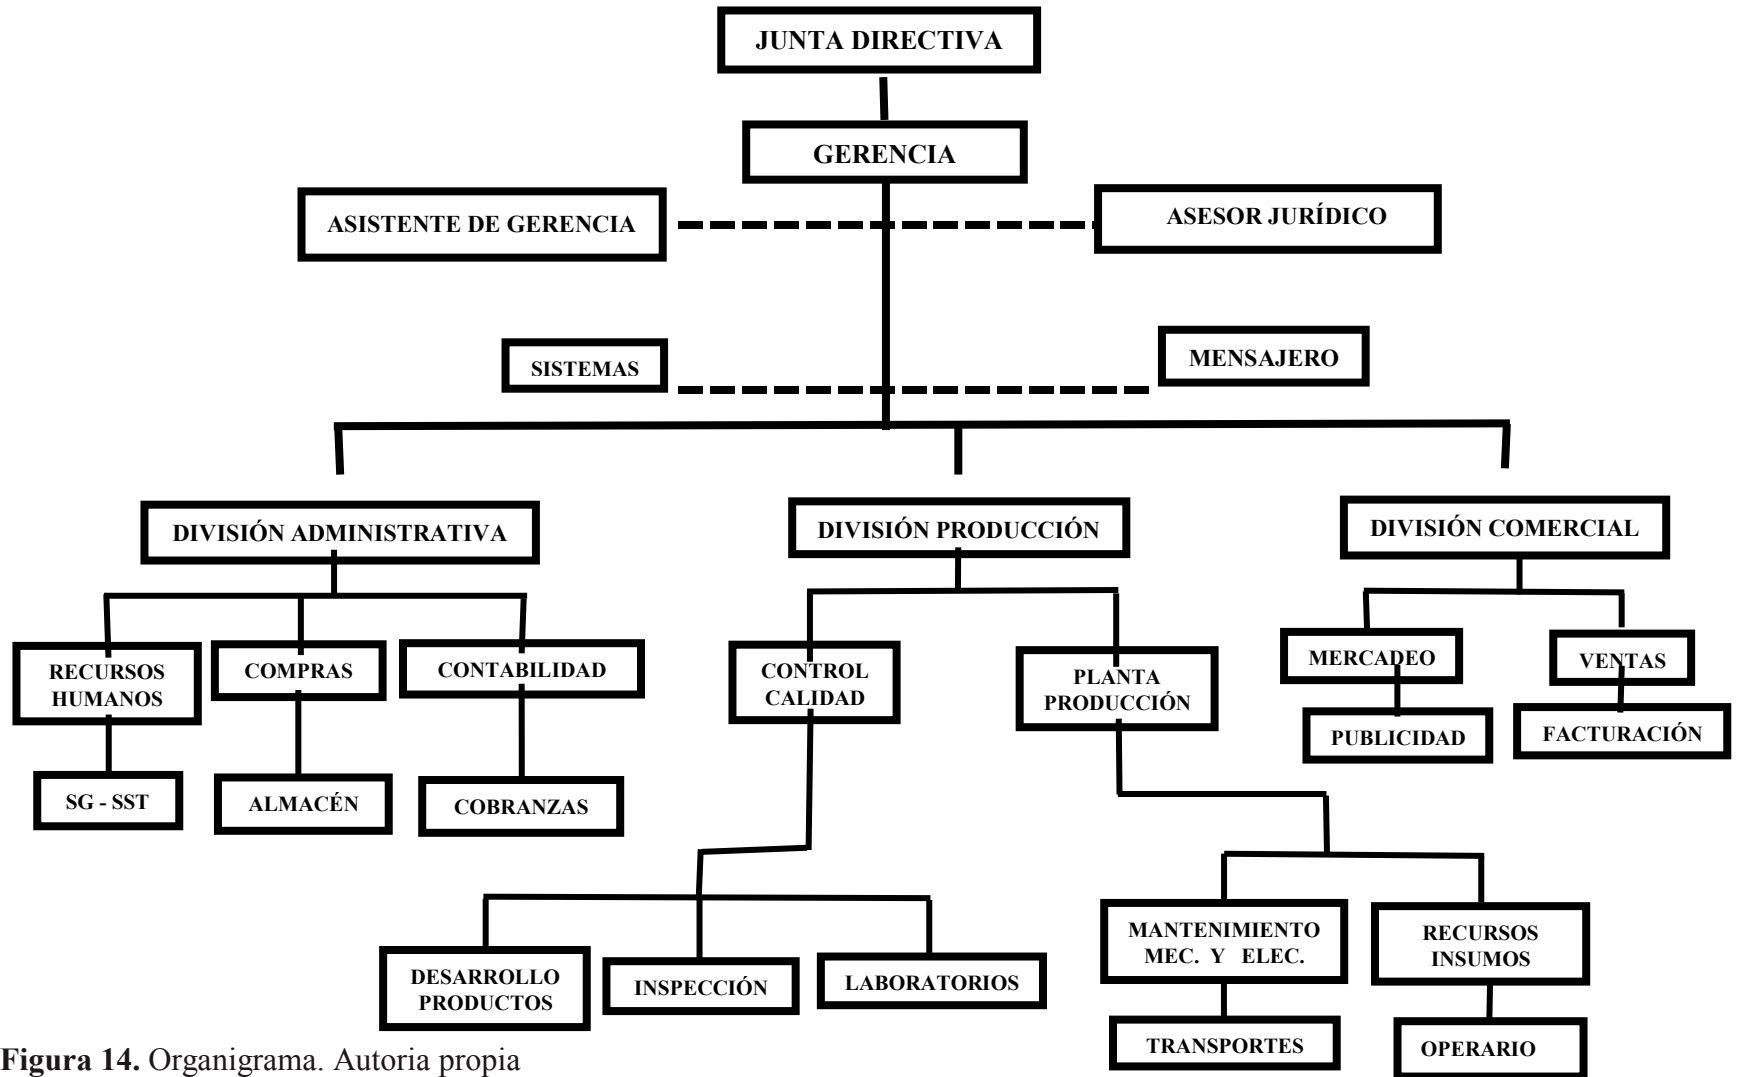 JUNTA DIRECTIVA
GERENCIA
ASISTENTE DE GERENCIA
ASESOR JURÍDICO
SISTEMAS
MENSAJERO
DIVISIÓN ADMINISTRATIVA
DIVISIÓN PRODUCCIÓN
DIVISIÓN COMERCIAL
RECURSOS
HUMANOS
COMPRAS
CONTABILIDAD
CONTROL
CALIDAD
PLANTA
PRODUCCIÓN
MERCADEO
VENTAS
PUBLICIDAD
FACTURACIÓN
SG - SST
ALMACÉN
COBRANZAS
DESARROLLO
PRODUCTOS
INSPECCIÓN
LABORATORIOS
MANTENIMIENTO
MEC. Y ELEC.
RECURSOS
INSUMOS
TRANSPORTES
OPERARIO
Figura 14. Organigrama. Autoria propia